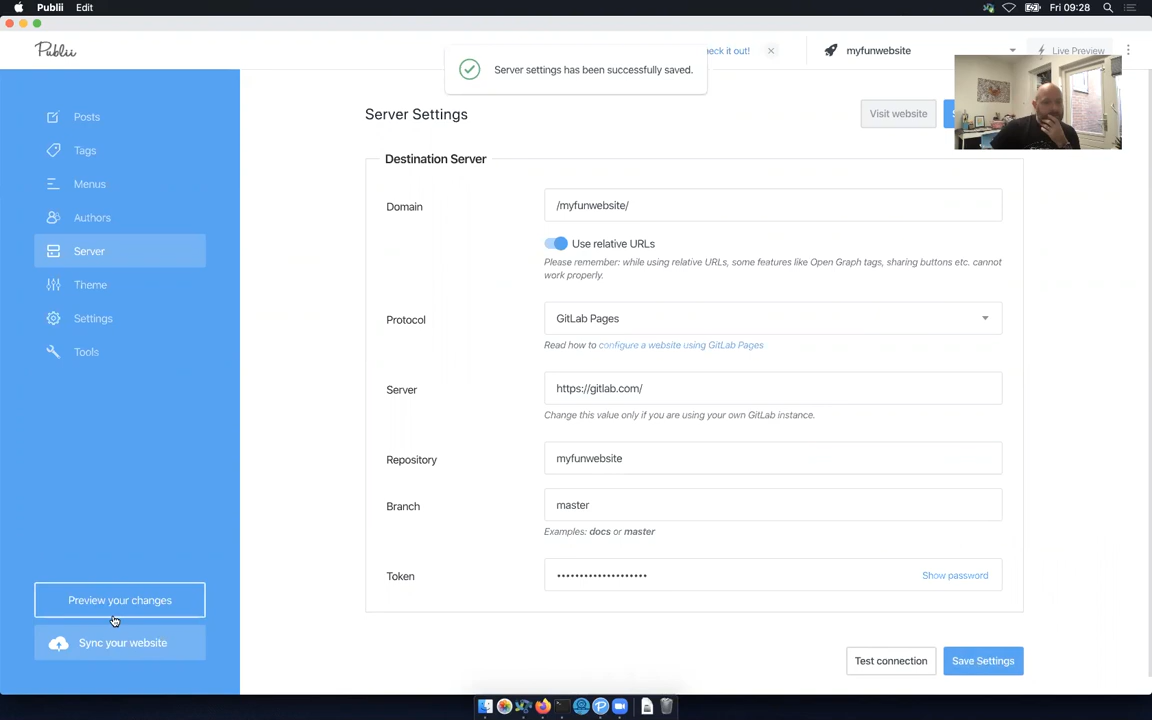 Publii Edit
Fri 09:28
Publii
eck it out!
myfunwebsite
Live Preview
Server settings has been successfully saved.
Server Settings
Visit website
Posts
Tags
Menus
Authors
Server
Theme
Settings
Tools
Preview your changes
Sync your website
Destination Server
Domain
/myfunwebsite/
Use relative URLs
Please remember: while using relative URLs, some features like Open Graph tags, sharing buttons etc. cannot
work properly.
Protocol
GitLab Pages
Read how to configure a website using GitLab Pages
Server
https://gitlab.com/
Change this value only if you are using your own GitLab instance.
Repository
myfunwebsite
Branch
master
Examples: docs or master
Token
••••••••••••••••••••
Show password
Test connection
Save Settings